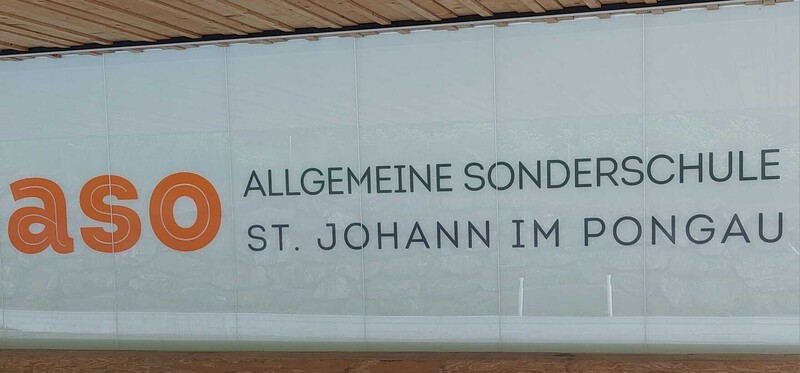 aso
ALLGEMEINE SONDERSCHULE
ST. JOHANN IM PONGAU